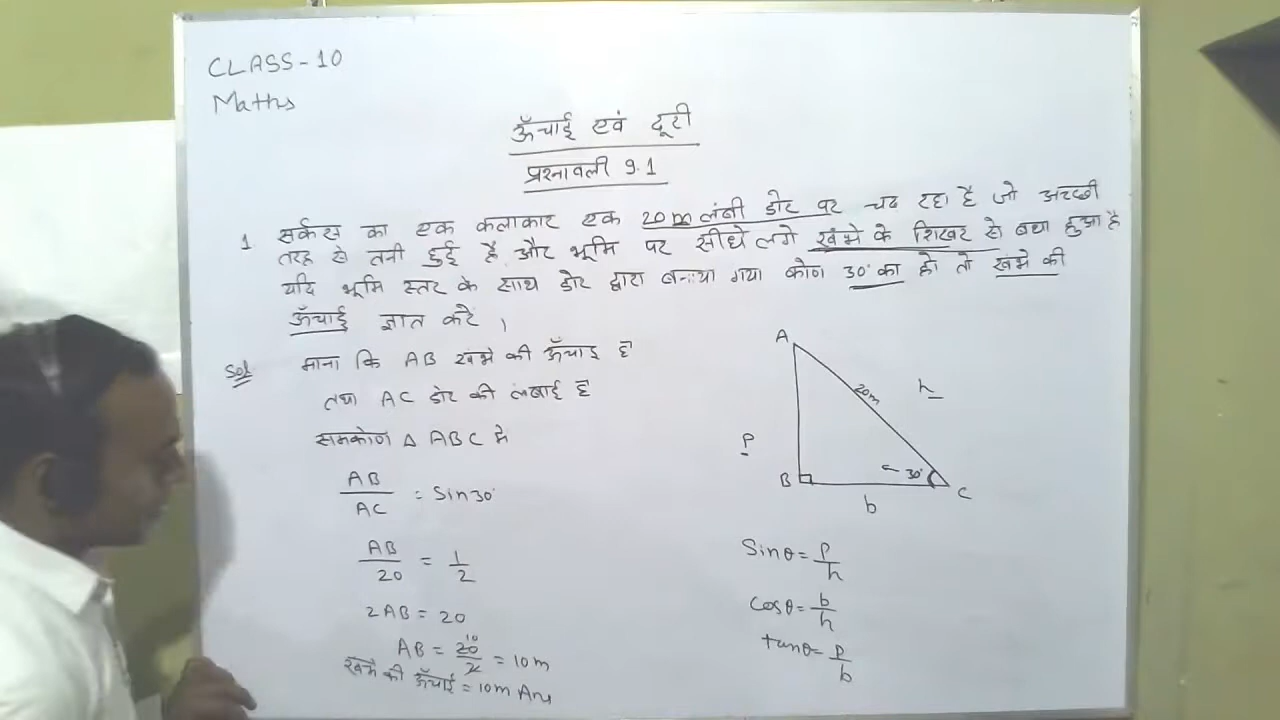 CLASS-10
Maths
ऊँचाई एवं दूरी
प्रश्नावली 9.1
1 सर्कस का एक कलाकार एक 20m लंबी डोर पर चढ़ रहा है जो अच्छी
तरह से तनी हुई है और भूमि पर सीधे लगे खंभे के शिखर से बंधा हुआ है
यदि भूमि स्तर के साथ डोर द्वारा बनाया गया कोण 30° का हो तो खंभे की
ऊँचाई ज्ञात करें ।
Sol माना कि AB खंभे की ऊँचाई है
तथा AC डोर की लंबाई है
समकोण Δ ABC में
AB/AC = Sin30°
AB/20 = 1/2
2AB = 20
AB = 20/2 = 10m
10
खंभे की ऊँचाई = 10m Ans
A
20m
h
P
B
30°
C
b
Sinθ = P/h
Cosθ = b/h
tanθ = P/b